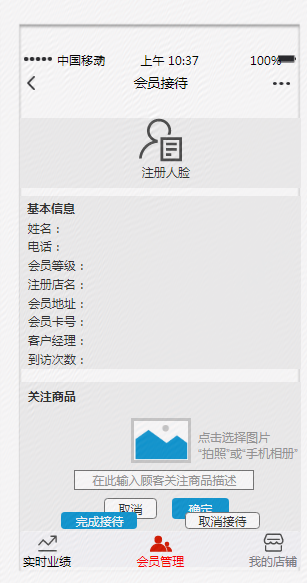 中国移动 上午 10:37 100%
会员接待
注册人脸
基本信息
姓名：
电话：
会员等级：
注册店名：
会员地址：
会员卡号：
客户经理：
到访次数：
关注商品
点击选择图片
“拍照”或“手机相册”
在此输入顾客关注商品描述
取消 确定
完成接待 取消接待
实时业绩 会员管理 我的店铺